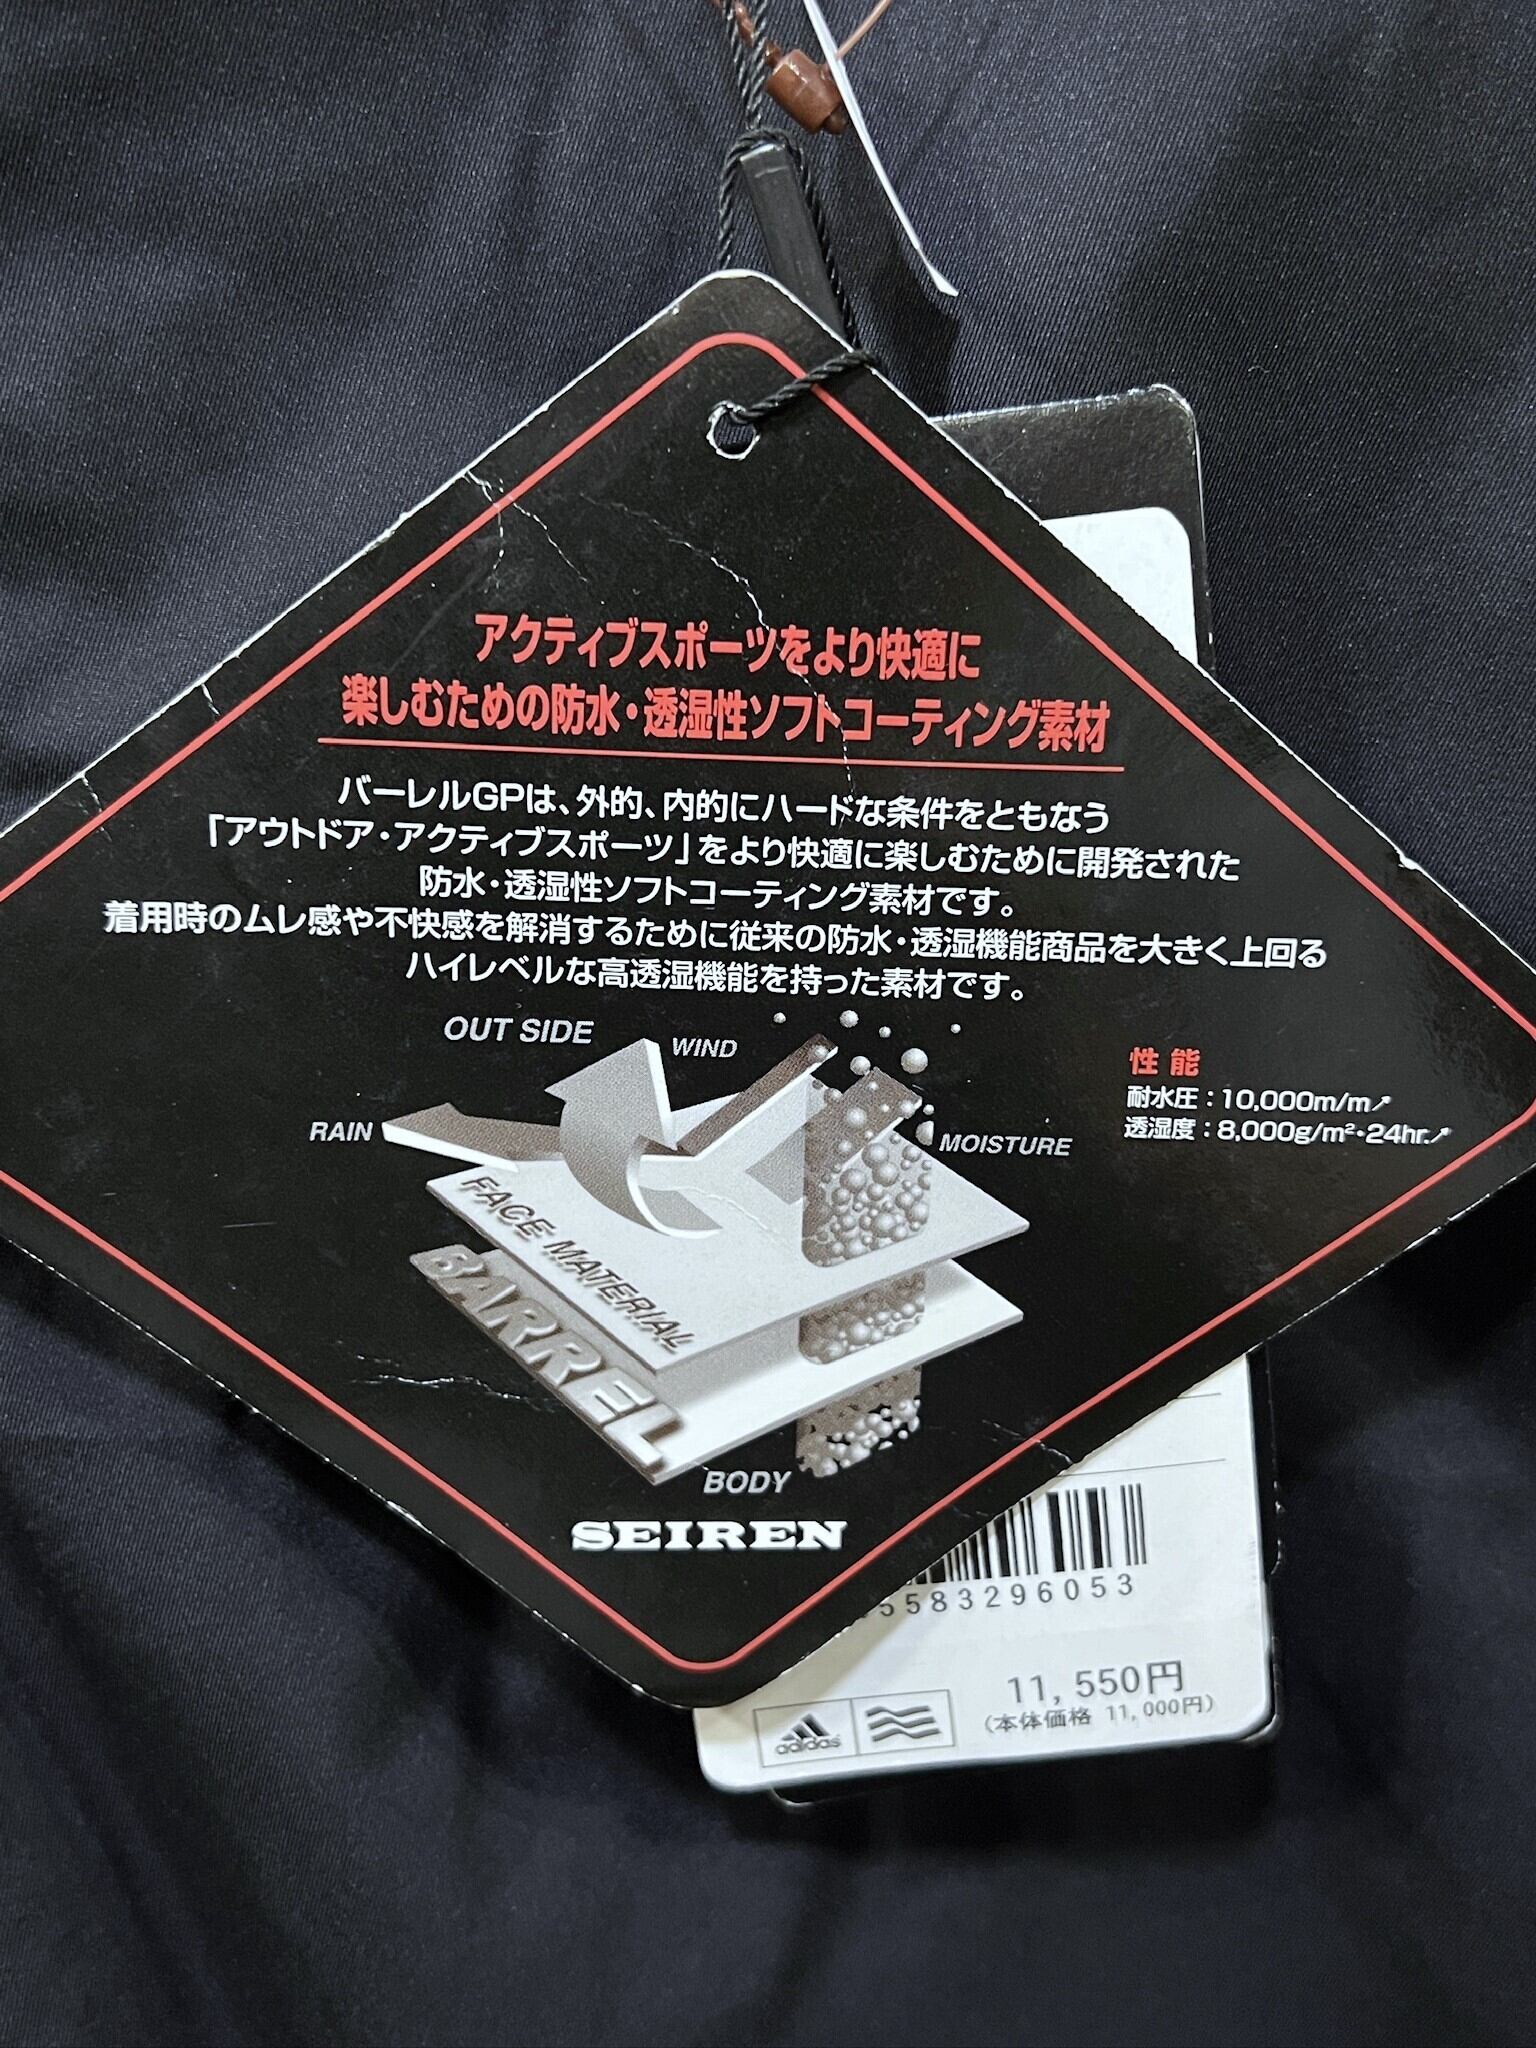 アクティブスポーツをより快適に
楽しむための防水・透湿性ソフトコーティング素材
バーレルGPは、外的、内的にハードな条件をともなう
「アウトドア・アクティブスポーツ」をより快適に楽しむために開発された
防水・透湿性ソフトコーティング素材です。
着用時のムレ感や不快感を解消するために従来の防水・透湿機能商品を大きく上回る
ハイレベルな高透湿機能を持った素材です。
OUT SIDE
WIND
RAIN
MOISTURE
性能
耐水圧：10,000m/m↗
透湿度：8,000g/m²・24hr.↗
FACE MATERIAL
BARREL
BODY
SEIREN
5583296053
11,550円
(本体価格 11,000円)
adidas